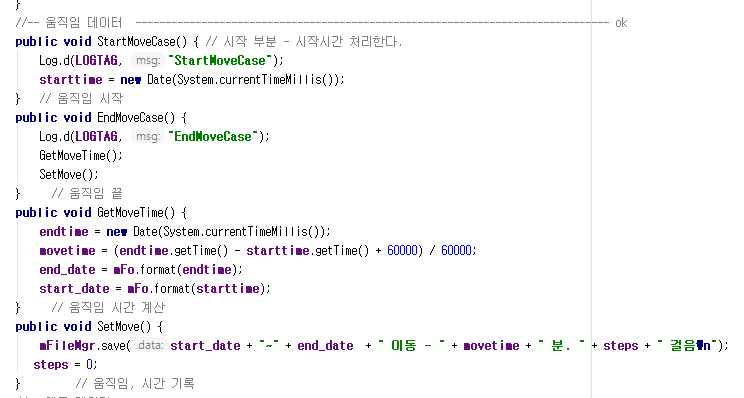 }
//-- 움직임 데이터 ------------------------------------------------------------------------------- ok
public void StartMoveCase() { // 시작 부분 - 시작시간 처리한다.
Log.d(LOGTAG, msg: "StartMoveCase");
starttime = new Date(System.currentTimeMillis());
} // 움직임 시작
public void EndMoveCase() {
Log.d(LOGTAG, msg: "EndMoveCase");
GetMoveTime();
SetMove();
} // 움직임 끝
public void GetMoveTime() {
endtime = new Date(System.currentTimeMillis());
movetime = (endtime.getTime() - starttime.getTime() + 60000) / 60000;
end_date = mFo.format(endtime);
start_date = mFo.format(starttime);
} // 움직임 시간 계산
public void SetMove() {
mFileMgr.save( data: start_date + "~" + end_date + " 이동 - " + movetime + " 분. " + steps + " 걸음₩n");
steps = 0;
} // 움직임, 시간 기록